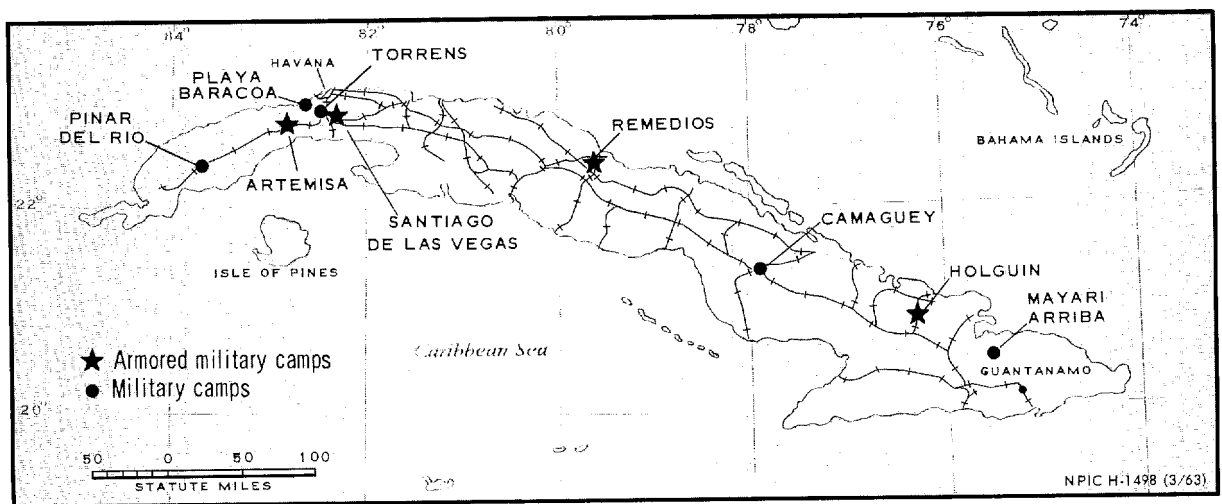 84°
82°
80°
78°
76°
74°
HAVANA
TORRENS
PLAYA
BARACOA
PINAR
DEL RIO
REMEDIOS
BAHAMA ISLANDS
ARTEMISA
22°
SANTIAGO
DE LAS VEGAS
CAMAGUEY
ISLE OF PINES
HOLGUIN
MAYARI
ARRIBA
Caribbean Sea
★ Armored military camps
● Military camps
GUANTANAMO
20°
50 0 50 100
STATUTE MILES
NPIC H-1498 (3/63)